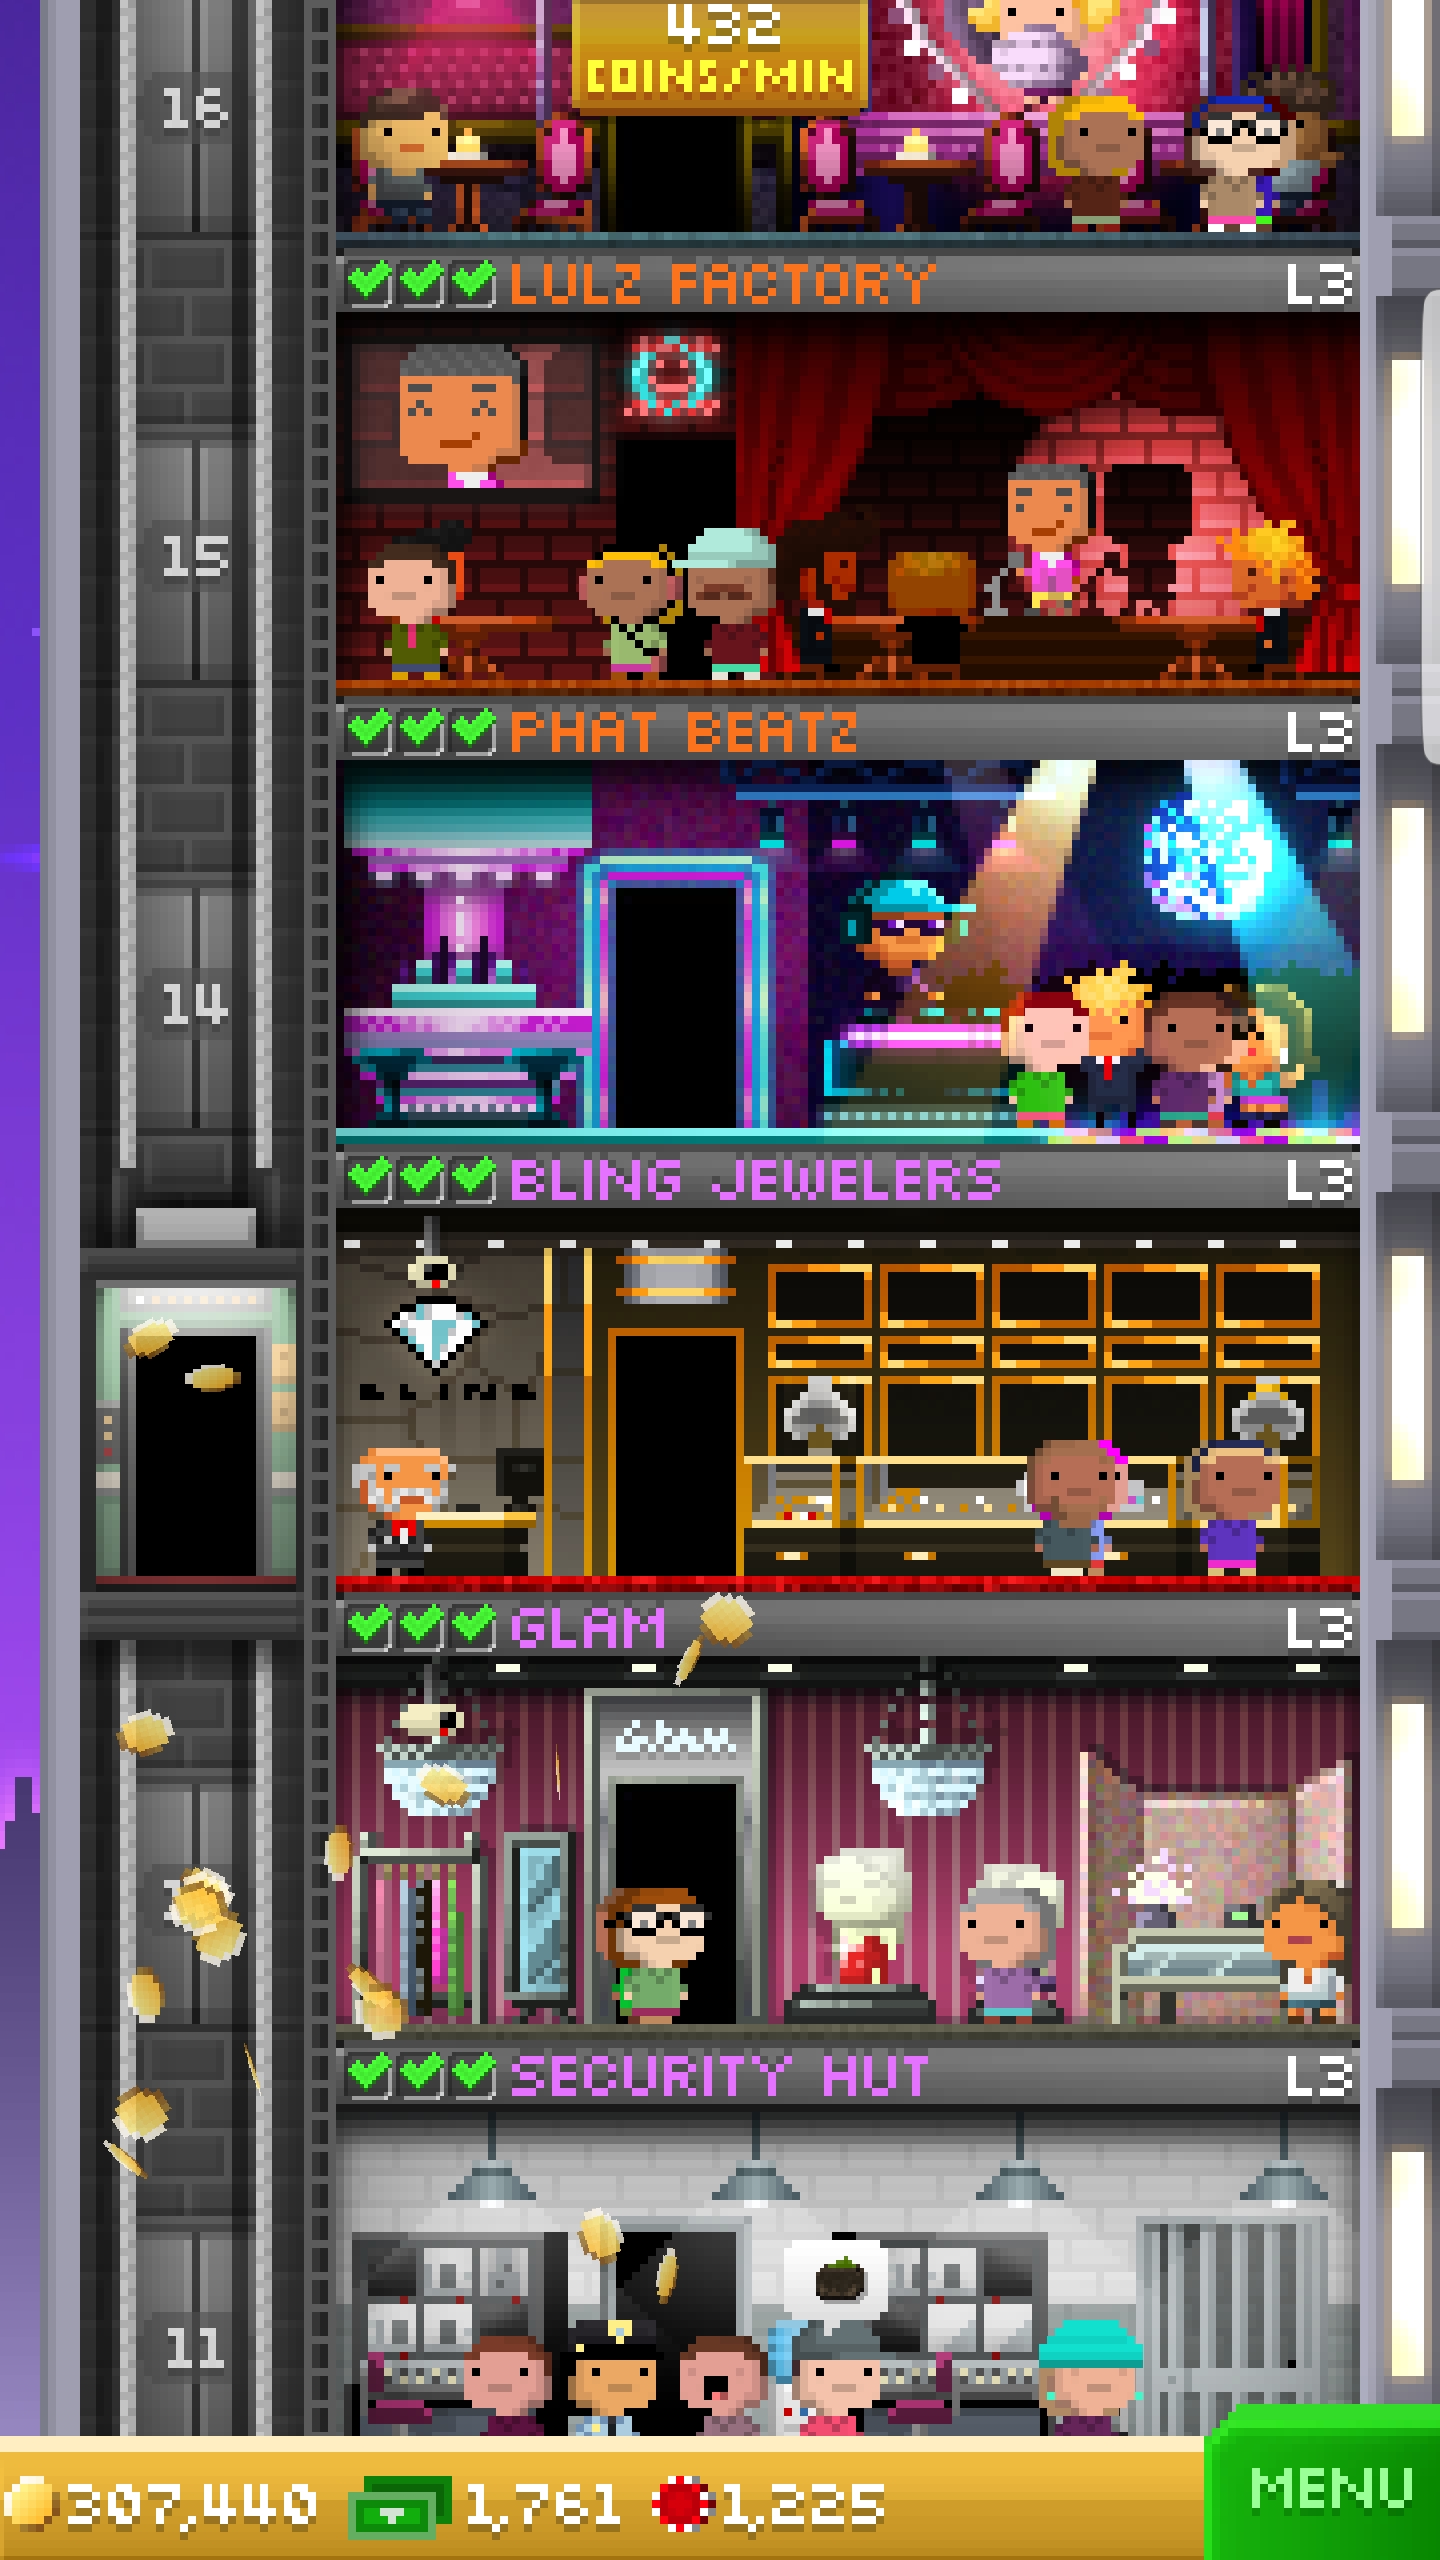 432
COINS/MIN
16
LULZ FACTORY L3
15
PHAT BEATZ L3
14
BLING JEWELERS L3
BLING
GLAM L3
Glam
SECURITY HUT L3
11
307,440 1,761 1,225
MENU